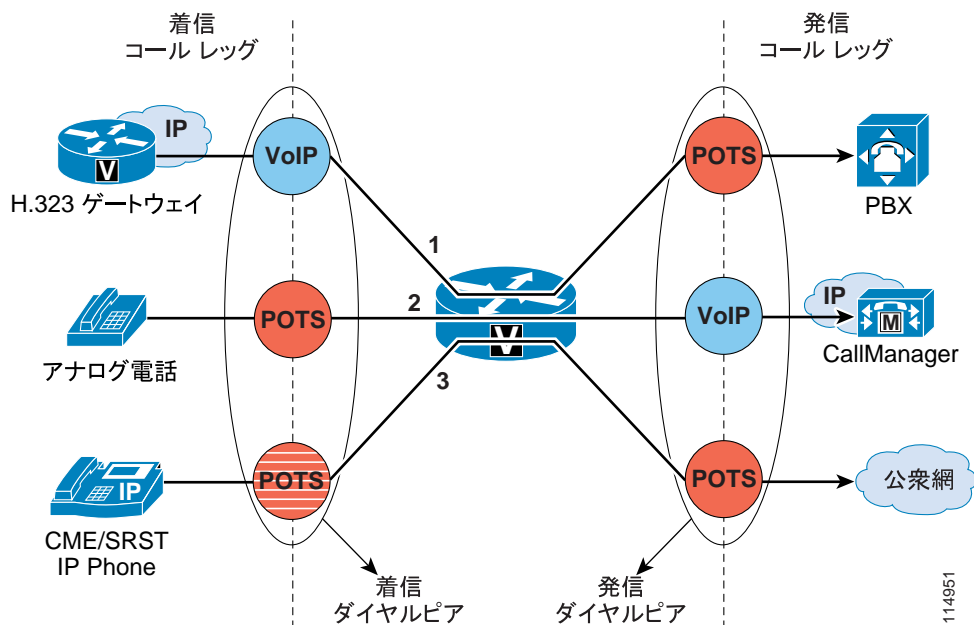 着信
コール レッグ
発信
コール レッグ
IP
V
VoIP
POTS
H.323 ゲートウェイ
PBX
1
2
POTS
V
VoIP
IP
M
アナログ電話
CallManager
3
IP
POTS
POTS
公衆網
CME/SRST
IP Phone
着信
ダイヤルピア
発信
ダイヤルピア
114951